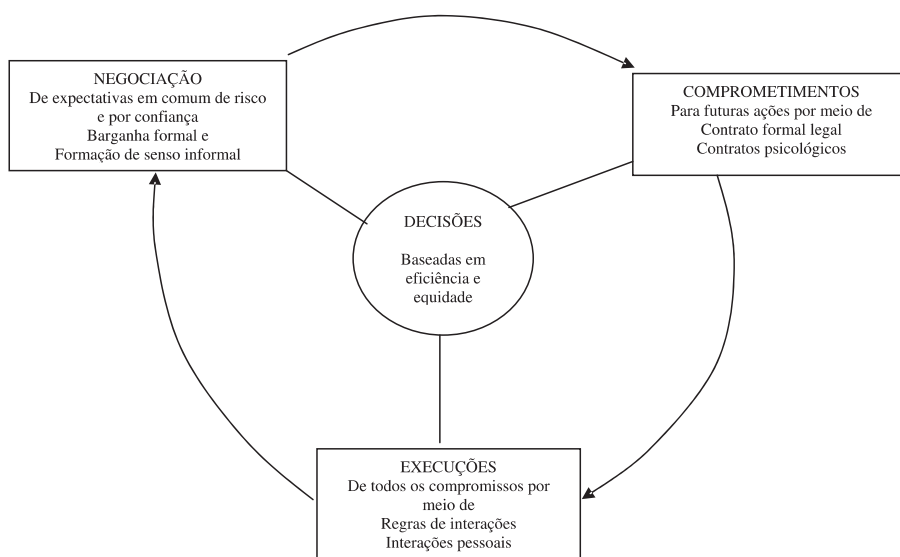 NEGOCIAÇÃO
De expectativas em comum de risco
e por confiança
Barganha formal e
Formação de senso informal
COMPROMETIMENTOS
Para futuras ações por meio de
Contrato formal legal
Contratos psicológicos
DECISÕES
Baseadas em
eficiência e
equidade
EXECUÇÕES
De todos os compromissos por
meio de
Regras de interações
Interações pessoais